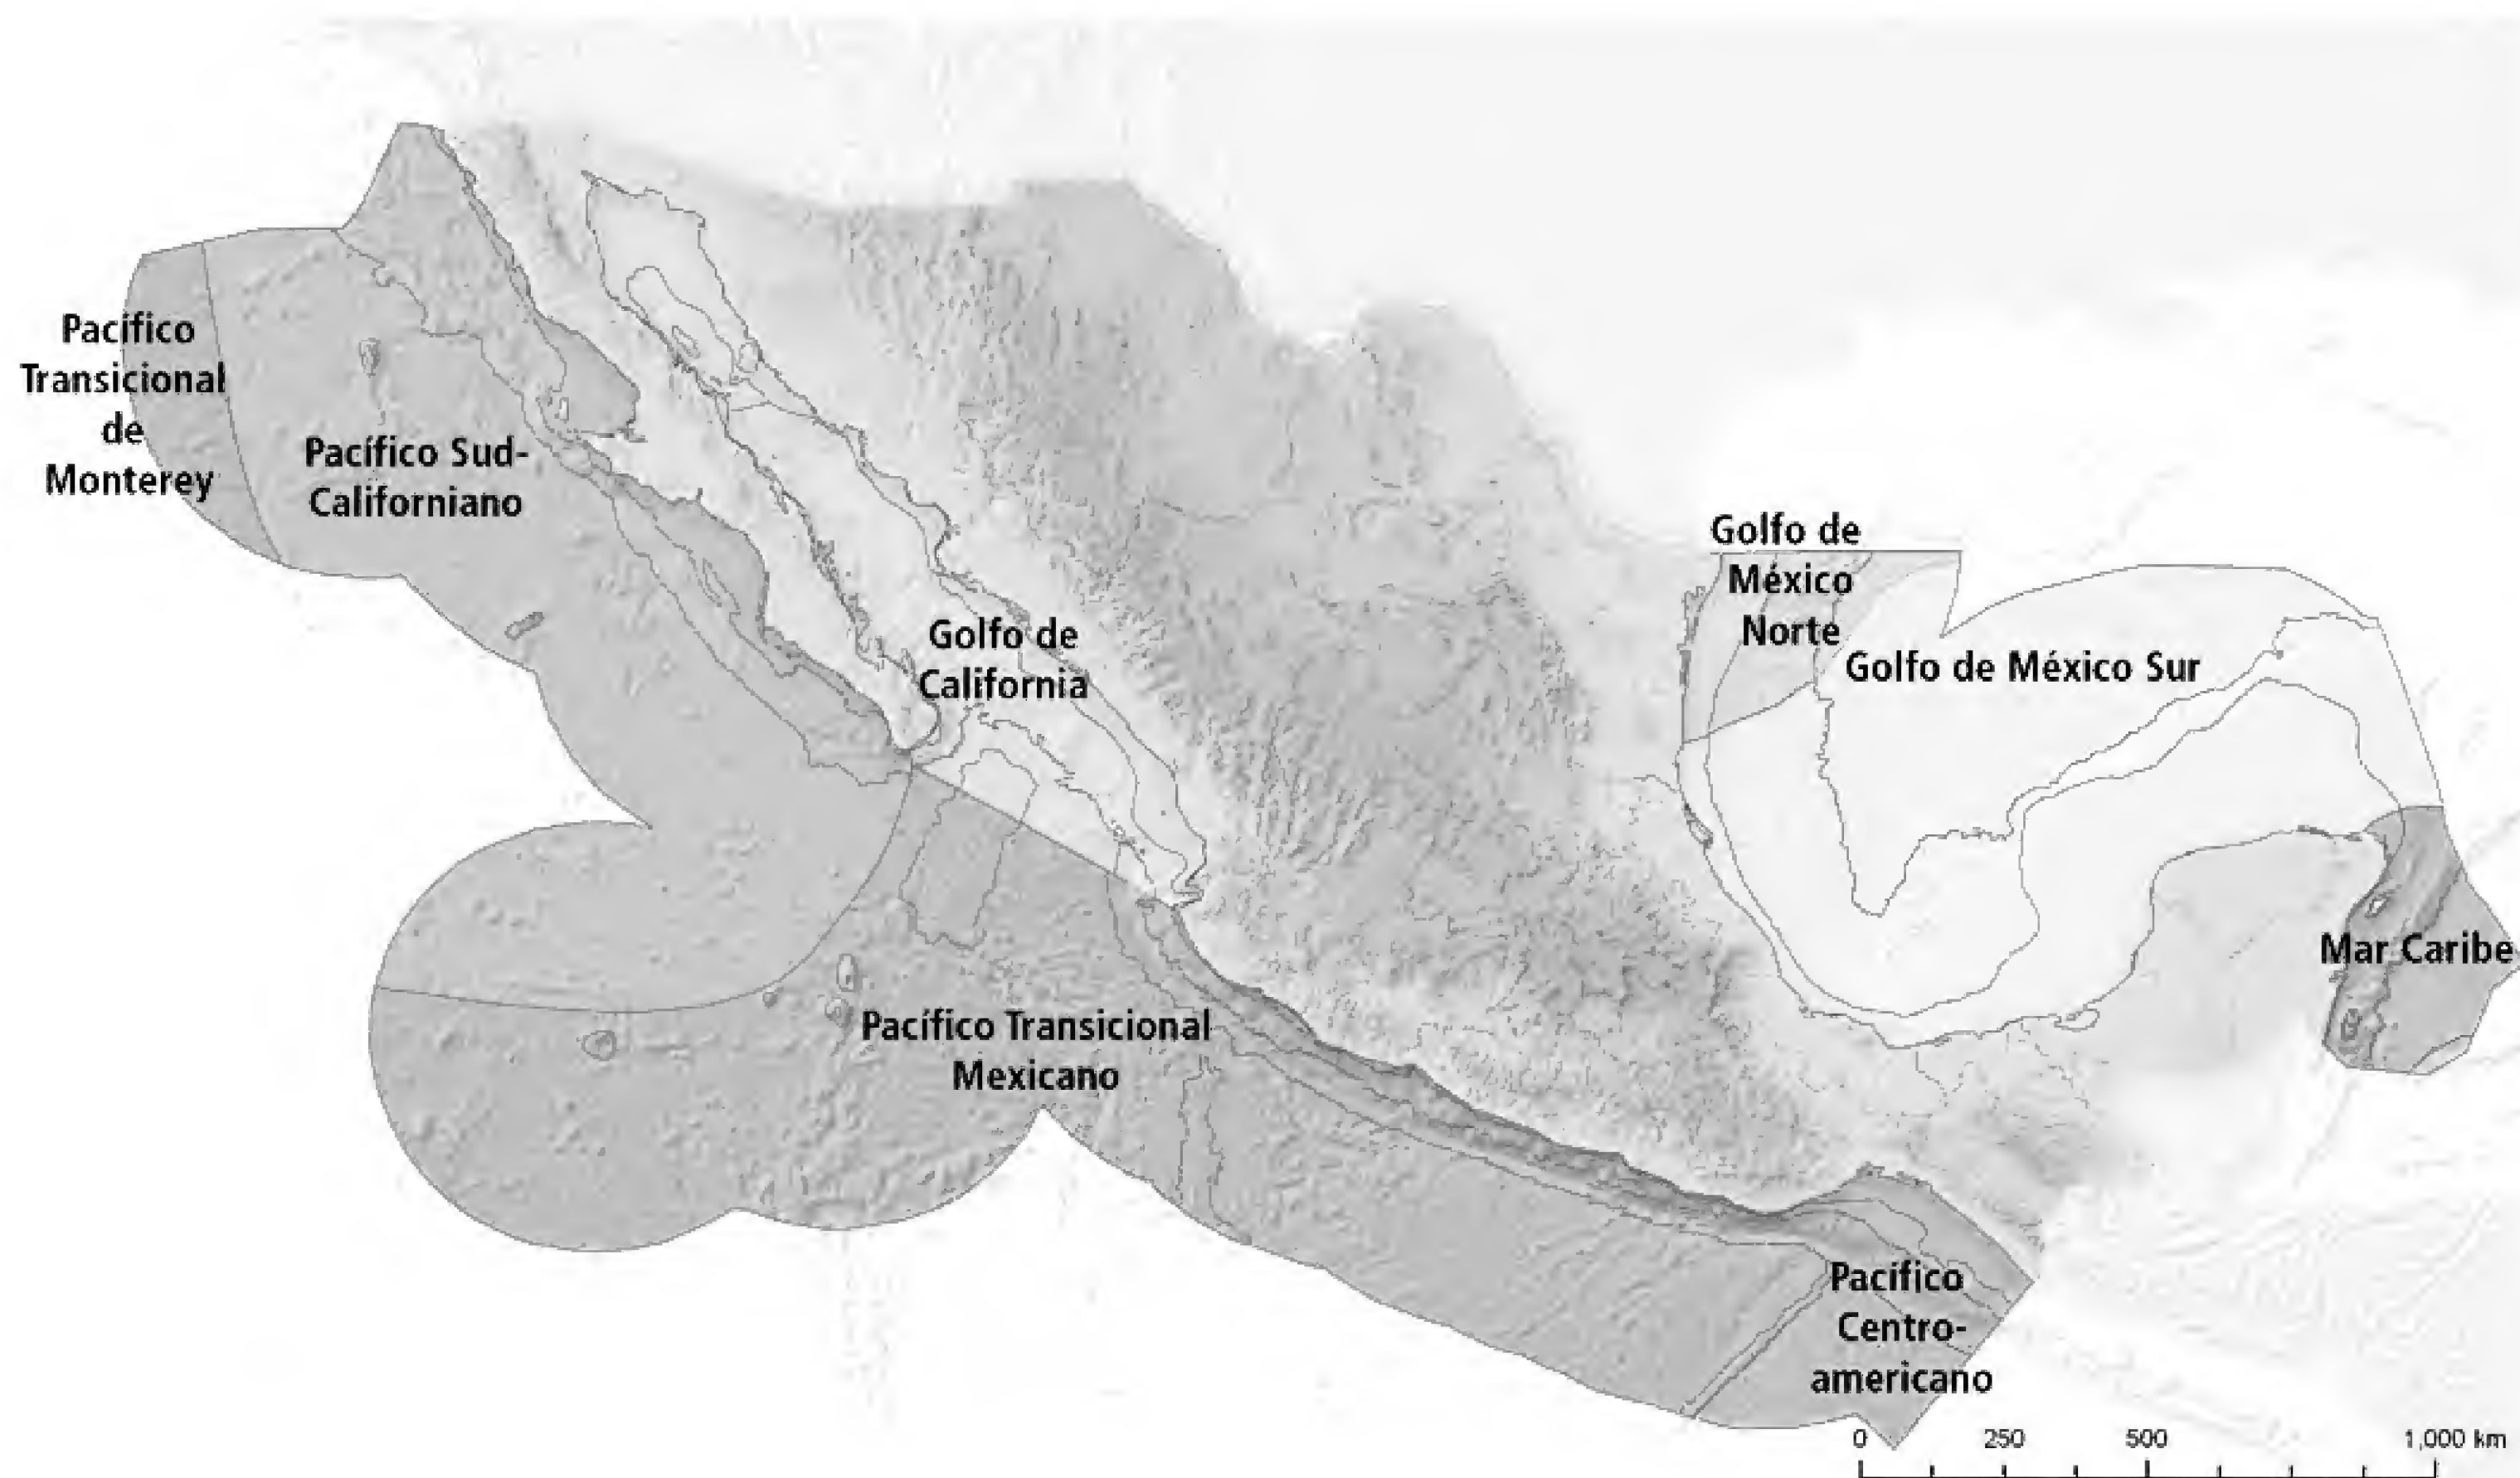 Pacífico
Transicional
de
Monterey
Pacífico Sud-
Californiano
Golfo de
California
Golfo de
México
Norte
Golfo de México Sur
Mar Caribe
Pacífico Transicional
Mexicano
Pacífico
Centro-
americano
0 250 500 1,000 km